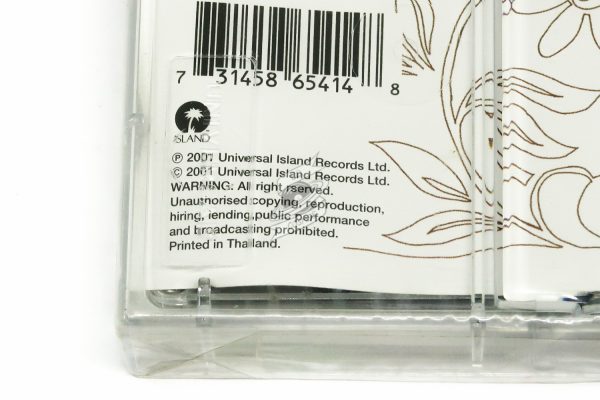 7 31458 65414 8
ISLAND
℗ 2001 Universal Island Records Ltd.
© 2001 Universal Island Records Ltd.
WARNING: All right reserved.
Unauthorised copying, reproduction,
hiring, lending,public performance
and broadcasting prohibited.
Printed in Thailand.